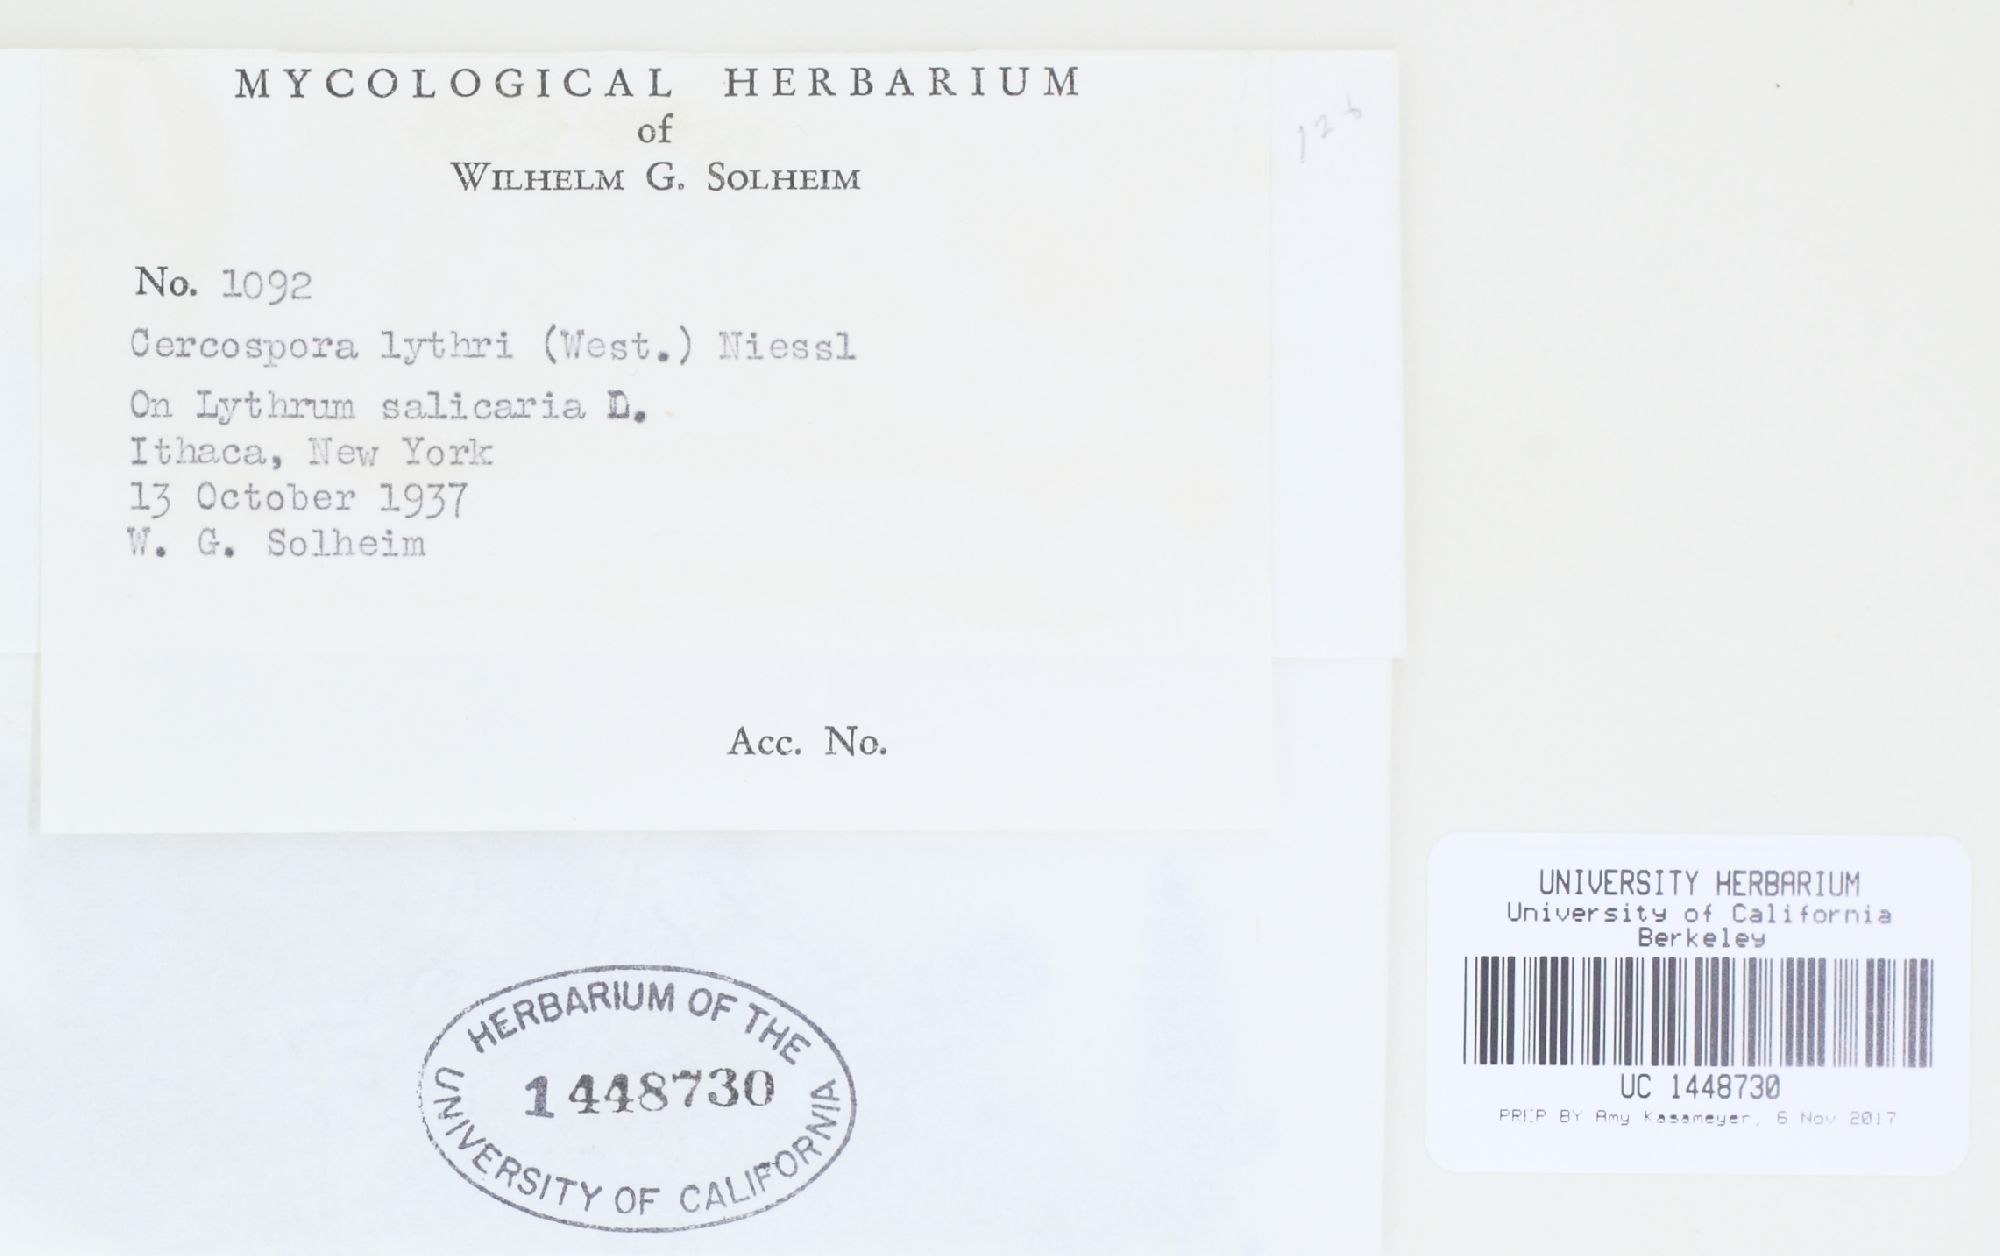 MYCOLOGICAL HERBARIUM
of
WILHELM G. SOLHEIM
126
No. 1092
Cercospora lythri (West.) Niessl
On Lythrum salicaria D.
Ithaca, New York
13 October 1937
W. G. Solheim
Acc. No.
HERBARIUM OF THE
1448730
UNIVERSITY OF CALIFORNIA
UNIVERSITY HERBARIUM
University of California
Berkeley
UC 1448730
PREP BY Amy Kasameyer, 6 Nov 2017